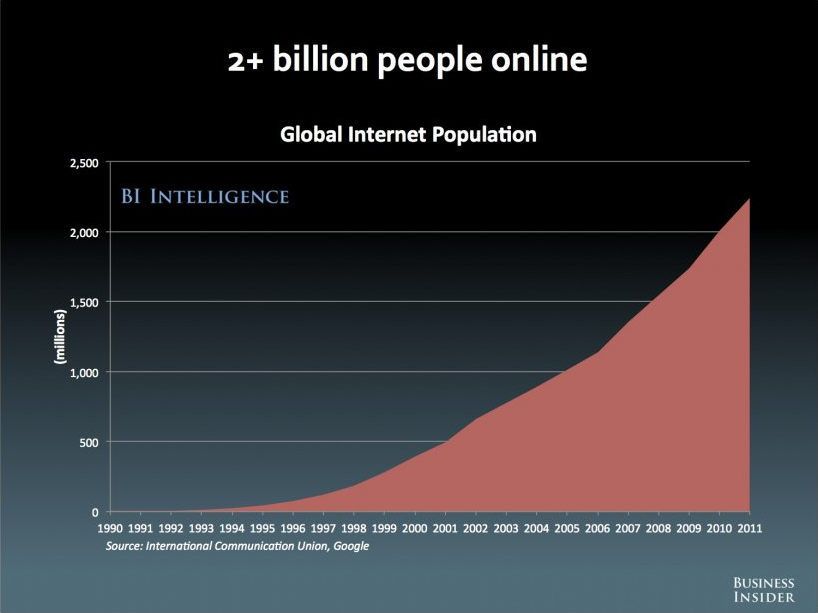 2+ billion people online
Global Internet Population
2,500
BI INTELLIGENCE
2,000
1,500
(millions)
1,000
500
0
1990 1991 1992 1993 1994 1995 1996 1997 1998 1999 2000 2001 2002 2003 2004 2005 2006 2007 2008 2009 2010 2011
Source: International Communication Union, Google
BUSINESS
INSIDER